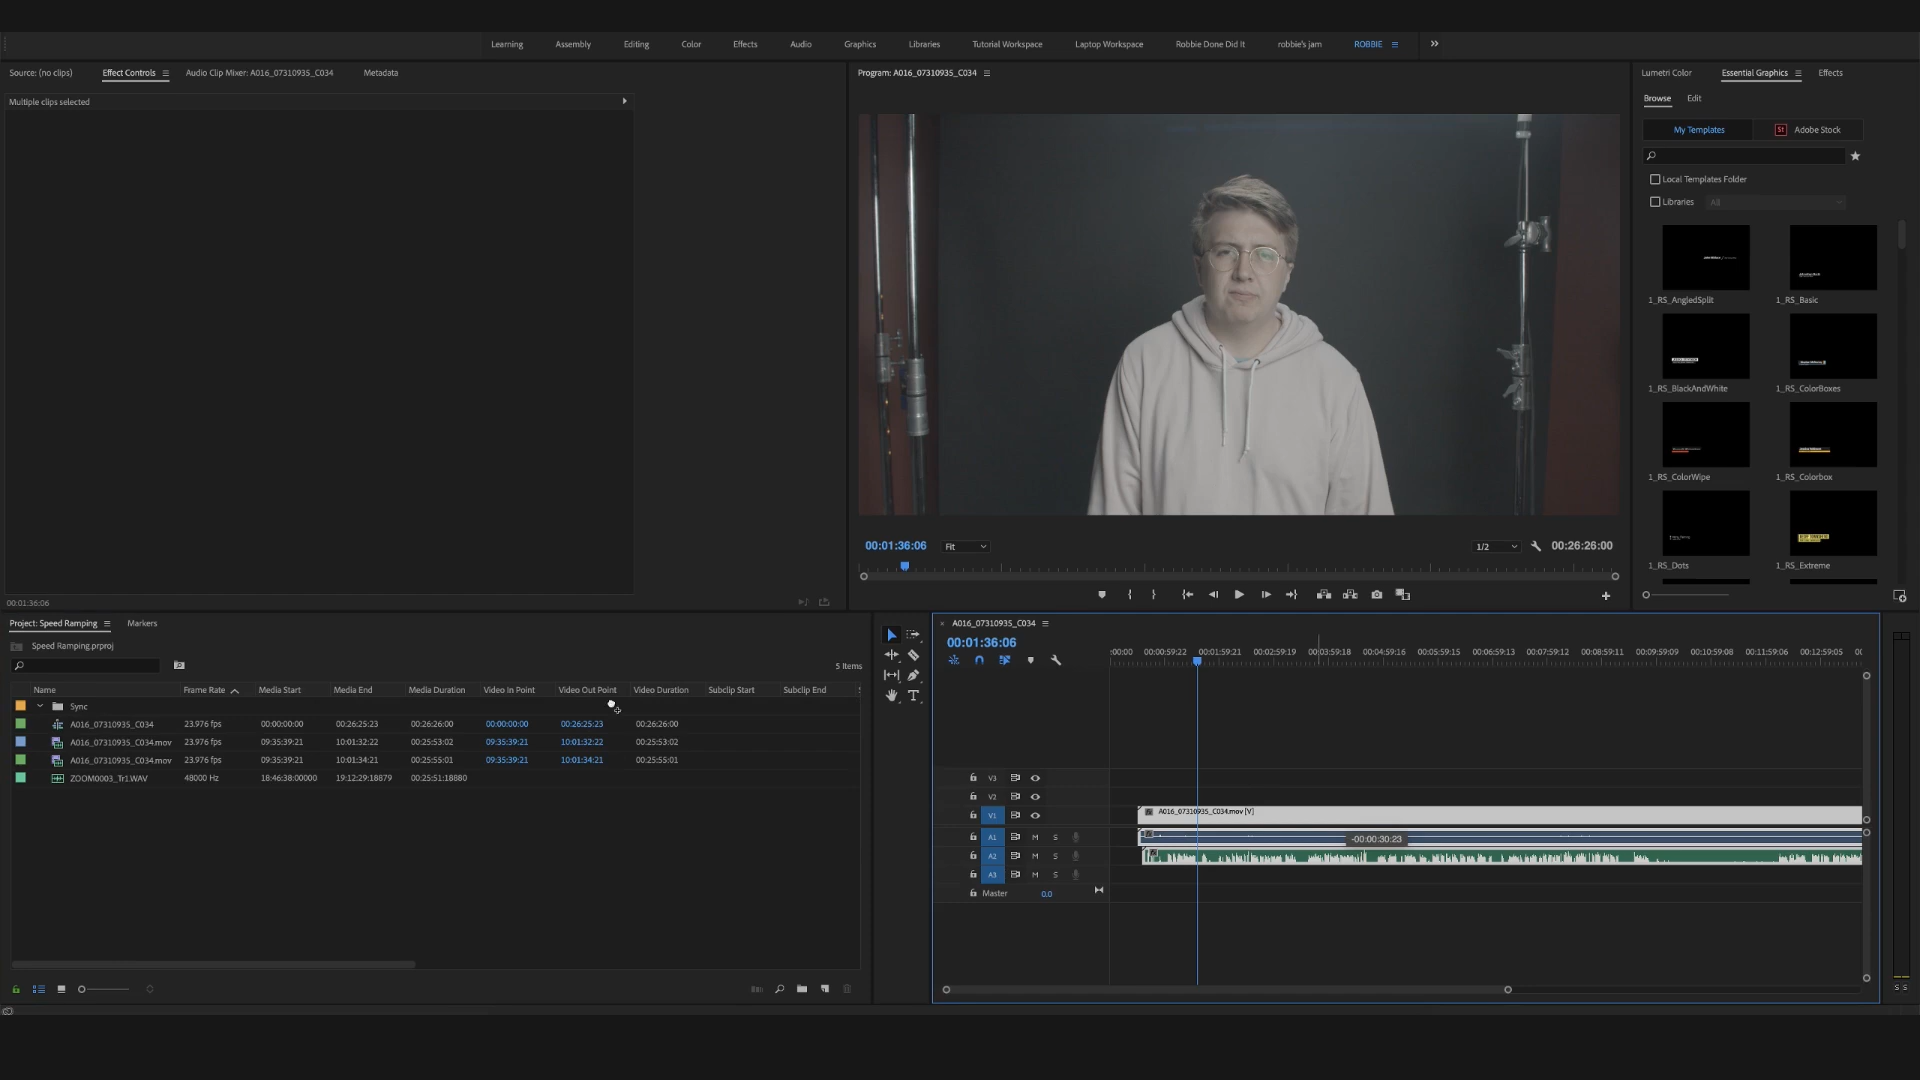 Learning Assembly Editing Color Effects Audio Graphics Libraries Tutorial Workspace Laptop Workspace Robbie Done Did It robbie's jam ROBBIE
Source: (no clips) Effect Controls Audio Clip Mixer: A016_07310935_C034 Metadata
Multiple clips selected
00:01:36:06
Program: A016_07310935_C034
00:01:36:06 Fit 1/2 00:26:26:00
Lumetri Color Essential Graphics Effects
Browse Edit
My Templates St Adobe Stock
Local Templates Folder
Libraries All
1_RS_AngledSplit 1_RS_Basic
1_RS_BlackAndWhite 1_RS_ColorBoxes
1_RS_ColorWipe 1_RS_Colorbox
1_RS_Dots 1_RS_Extreme
Project: Speed Ramping Markers
Speed Ramping.prproj
5 Items
Name Frame Rate Media Start Media End Media Duration Video In Point Video Out Point Video Duration Subclip Start Subclip End
Sync
A016_07310935_C034 23.976 fps 00:00:00:00 00:26:25:23 00:26:26:00 00:00:00:00 00:26:25:23 00:26:26:00
A016_07310935_C034.mov 23.976 fps 09:35:39:21 10:01:32:22 00:25:53:02 09:35:39:21 10:01:32:22 00:25:53:02
A016_07310935_C034.mov 23.976 fps 09:35:39:21 10:01:34:21 00:25:55:01 09:35:39:21 10:01:34:21 00:25:55:01
ZOOM0003_Tr1.WAV 48000 Hz 18:46:38:00000 19:12:29:18879 00:25:51:18880
A016_07310935_C034
00:01:36:06
:00:00 00:00:59:22 00:01:59:21 00:02:59:19 00:03:59:18 00:04:59:16 00:05:59:15 00:06:59:13 00:07:59:12 00:08:59:11 00:09:59:09 00:10:59:08 00:11:59:06 00:12:59:05
V3
V2
V1 A016_07310935_C034.mov [V]
A1 M S -00:00:30:23
A2 M S
A3 M S
Master 0.0
S S